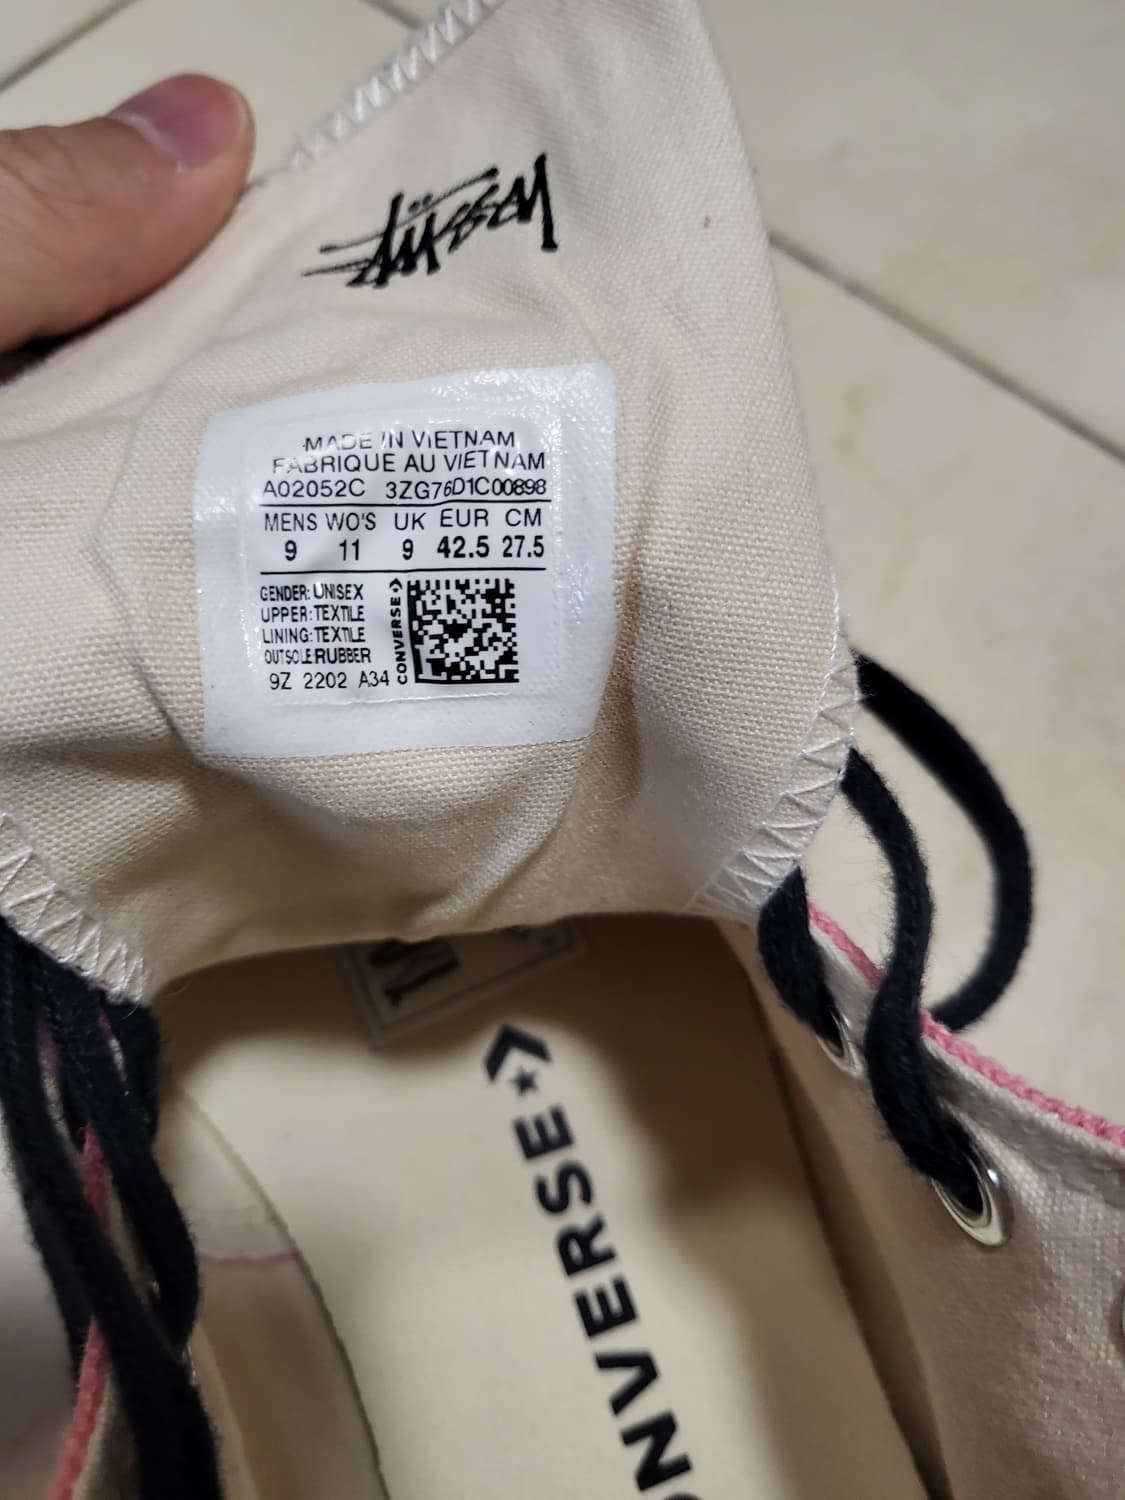 Stüssy
MADE IN VIETNAM
FABRIQUE AU VIETNAM
A02052C 3ZG76D1C00898
MENS WO'S UK EUR CM
9 11 9 42.5 27.5
GENDER: UNISEX
UPPER: TEXTILE
LINING: TEXTILE
OUTSOLE: RUBBER
9Z 2202 A34
CONVERSE
CONVERSE